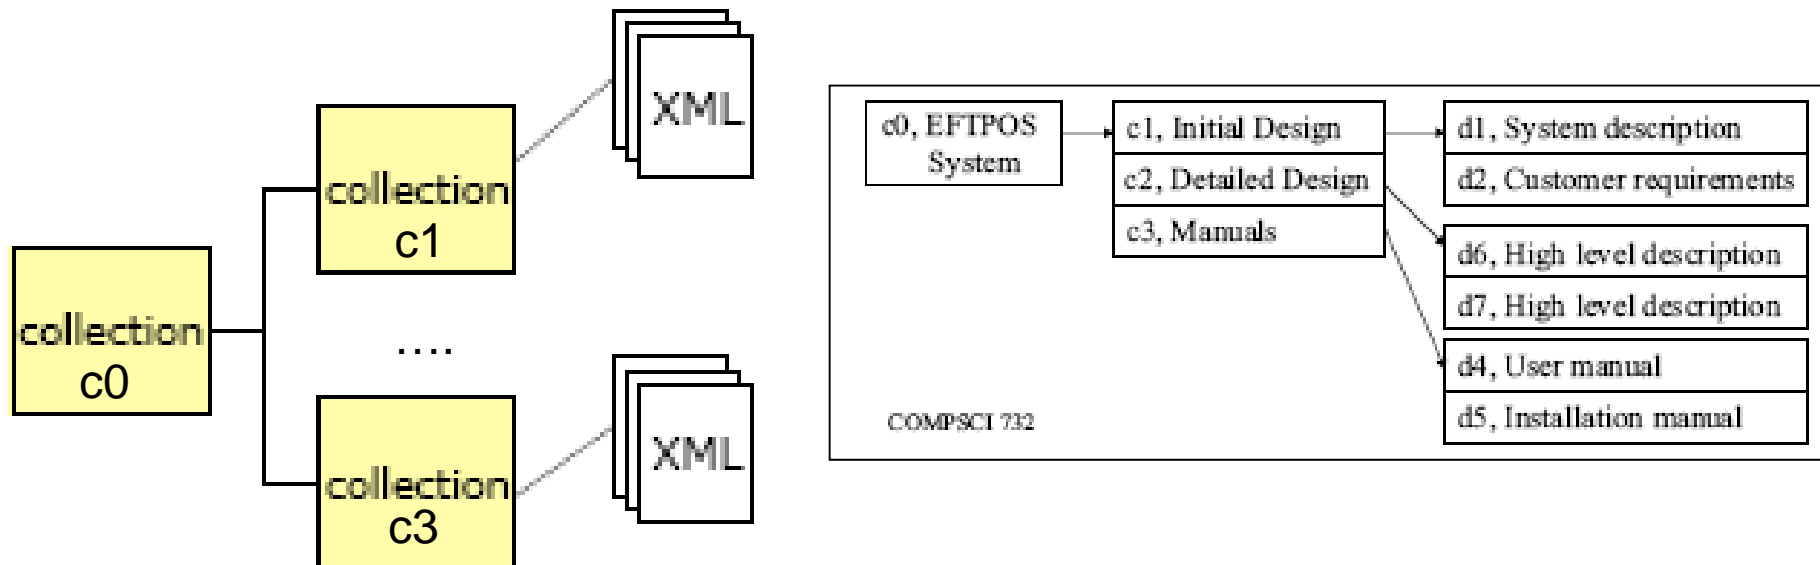 XML
collection
c1
collection
c0
....
XML
collection
c3
c0, EFTPOS
System
c1, Initial Design
c2, Detailed Design
c3, Manuals
d1, System description
d2, Customer requirements
d6, High level description
d7, High level description
d4, User manual
d5, Installation manual
COMPSCI 732